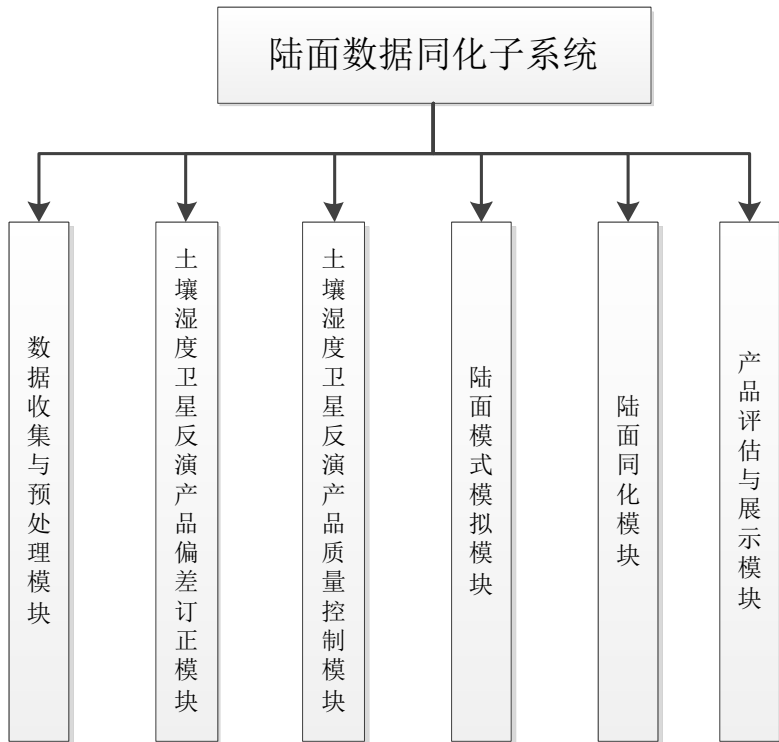 陆面数据同化子系统
数据收集与预处理模块
土壤湿度卫星反演产品偏差订正模块
土壤湿度卫星反演产品质量控制模块
陆面模式模拟模块
陆面同化模块
产品评估与展示模块